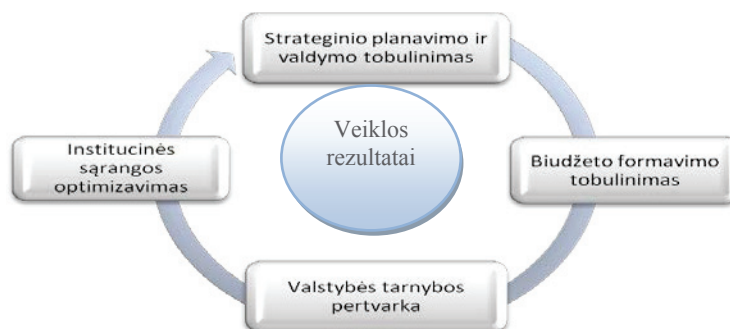 Strateginio planavimo ir
valdymo tobulinimas
Veiklos
rezultatai
Institucinės
sąrangos
optimizavimas
Biudžeto formavimo
tobulinimas
Valstybės tarnybos
pertvarka